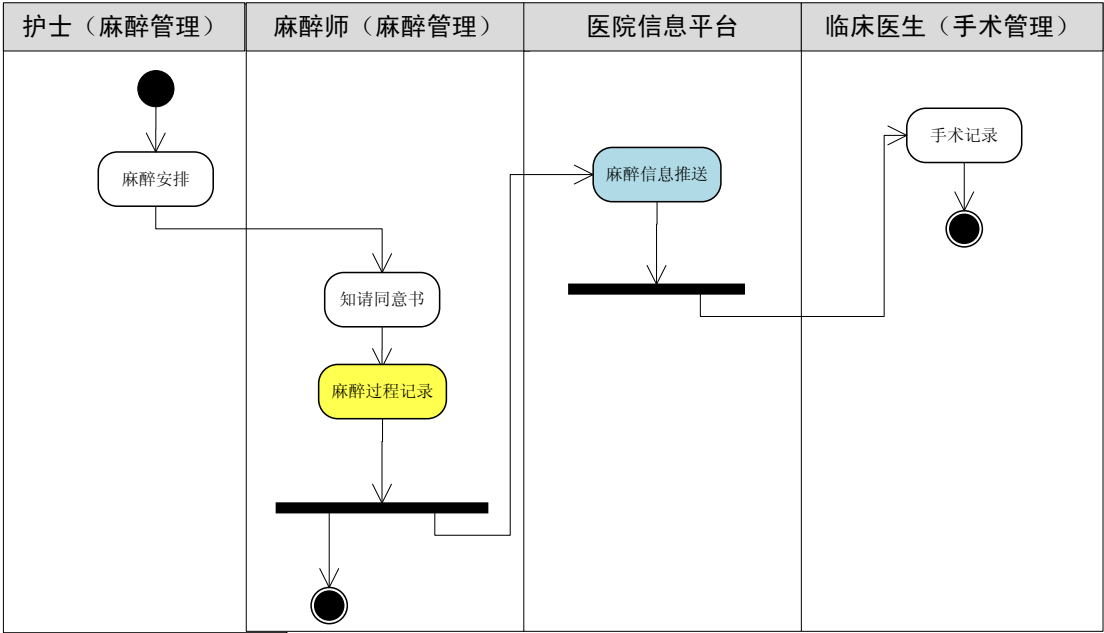 护士（麻醉管理）
麻醉师（麻醉管理）
医院信息平台
临床医生（手术管理）
麻醉安排
知请同意书
麻醉过程记录
麻醉信息推送
手术记录